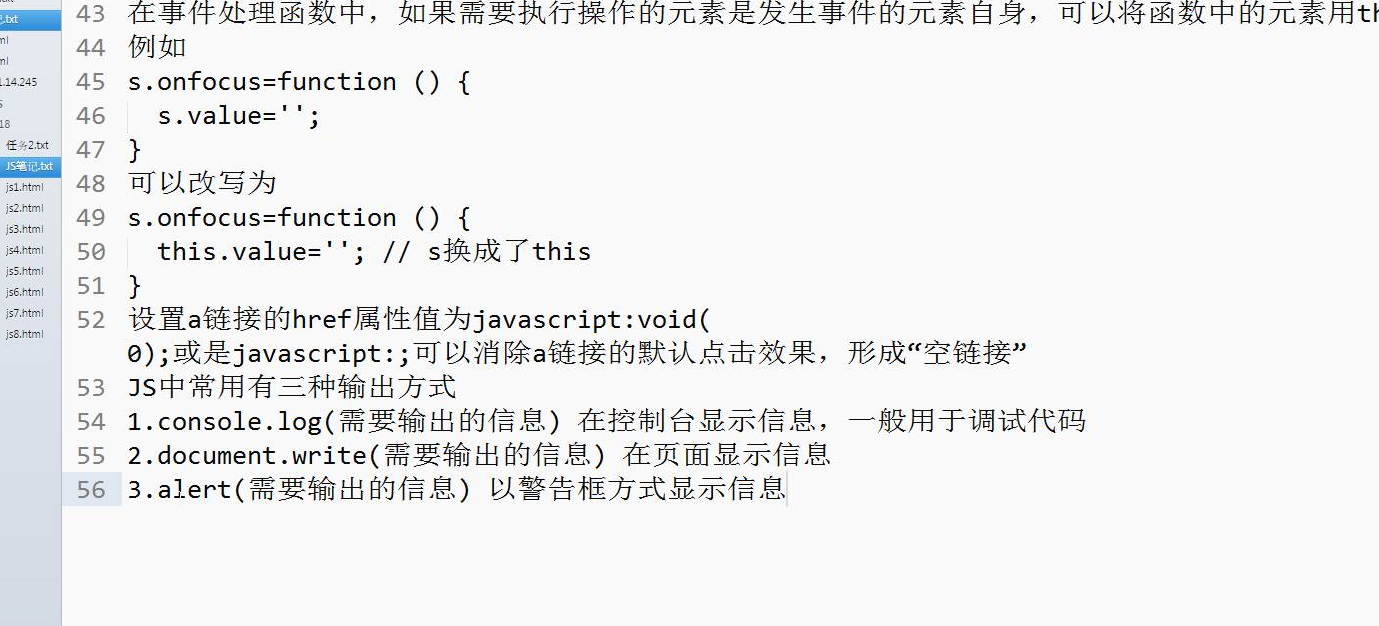 记.txt
ml
ml
1.14.245
s
18
任务2.txt
JS笔记.txt
js1.html
js2.html
js3.html
js4.html
js5.html
js6.html
js7.html
js8.html
43 在事件处理函数中，如果需要执行操作的元素是发生事件的元素自身，可以将函数中的元素用th
44 例如
45 s.onfocus=function () {
46 s.value='';
47 }
48 可以改写为
49 s.onfocus=function () {
50 this.value=''; // s换成了this
51 }
52 设置a链接的href属性值为javascript:void(
0);或是javascript:;可以消除a链接的默认点击效果，形成“空链接”
53 JS中常用有三种输出方式
54 1.console.log(需要输出的信息) 在控制台显示信息，一般用于调试代码
55 2.document.write(需要输出的信息) 在页面显示信息
56 3.alert(需要输出的信息) 以警告框方式显示信息